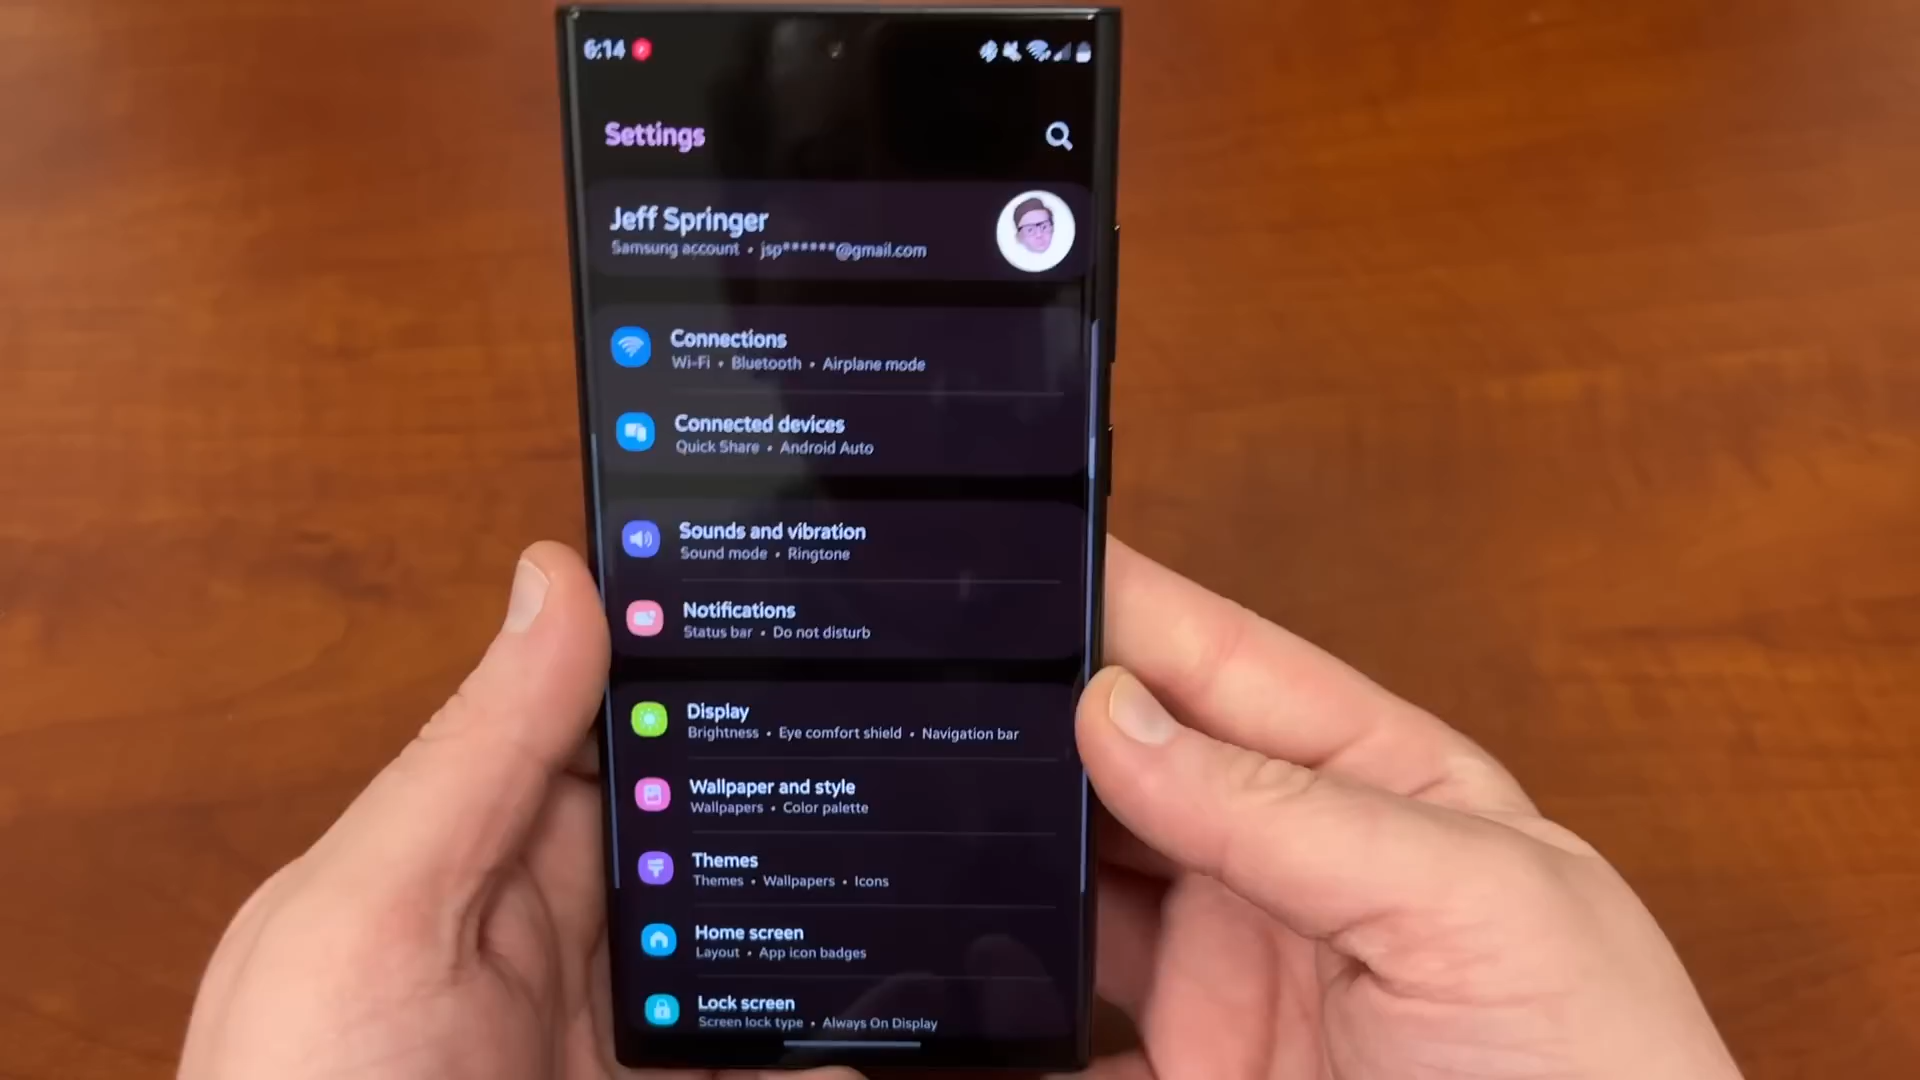 6:14
Settings
Jeff Springer
Samsung account • jsp******@gmail.com
Connections
Wi-Fi • Bluetooth • Airplane mode
Connected devices
Quick Share • Android Auto
Sounds and vibration
Sound mode • Ringtone
Notifications
Status bar • Do not disturb
Display
Brightness • Eye comfort shield • Navigation bar
Wallpaper and style
Wallpapers • Color palette
Themes
Themes • Wallpapers • Icons
Home screen
Layout • App icon badges
Lock screen
Screen lock type • Always On Display